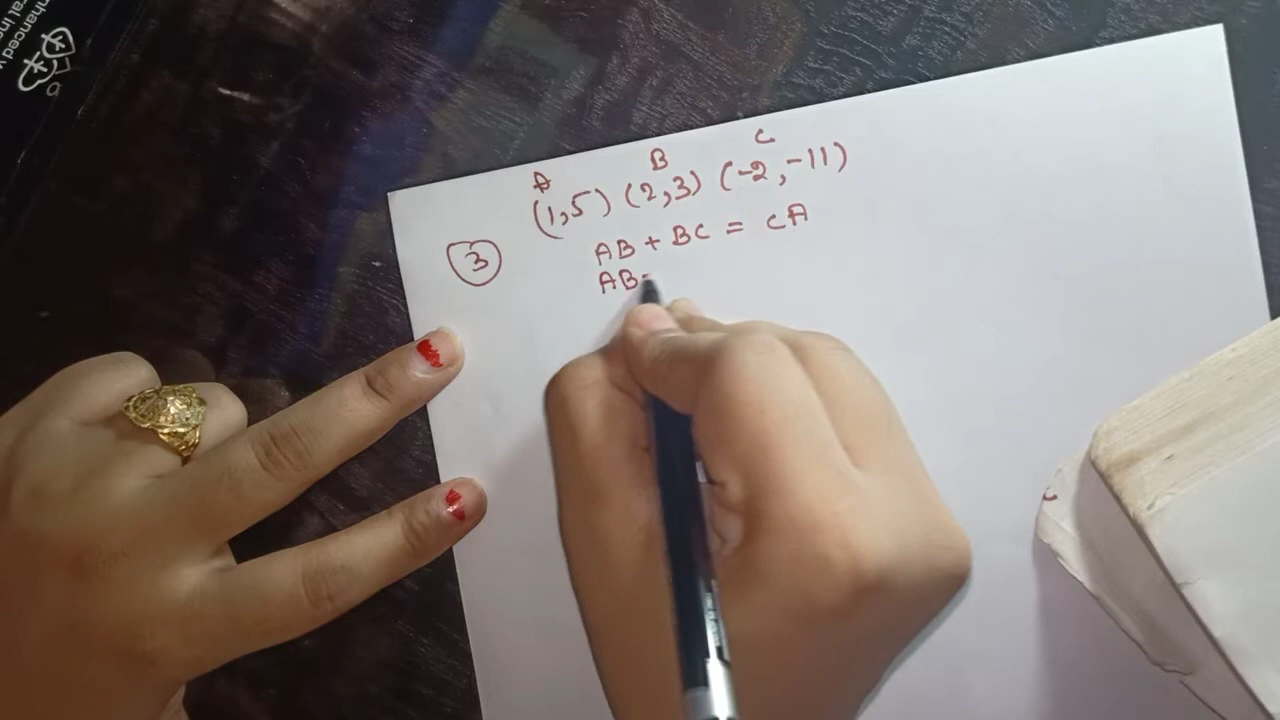 A B C
(1,5) (2,3) (-2,-11)
3 AB + BC = CA
AB=